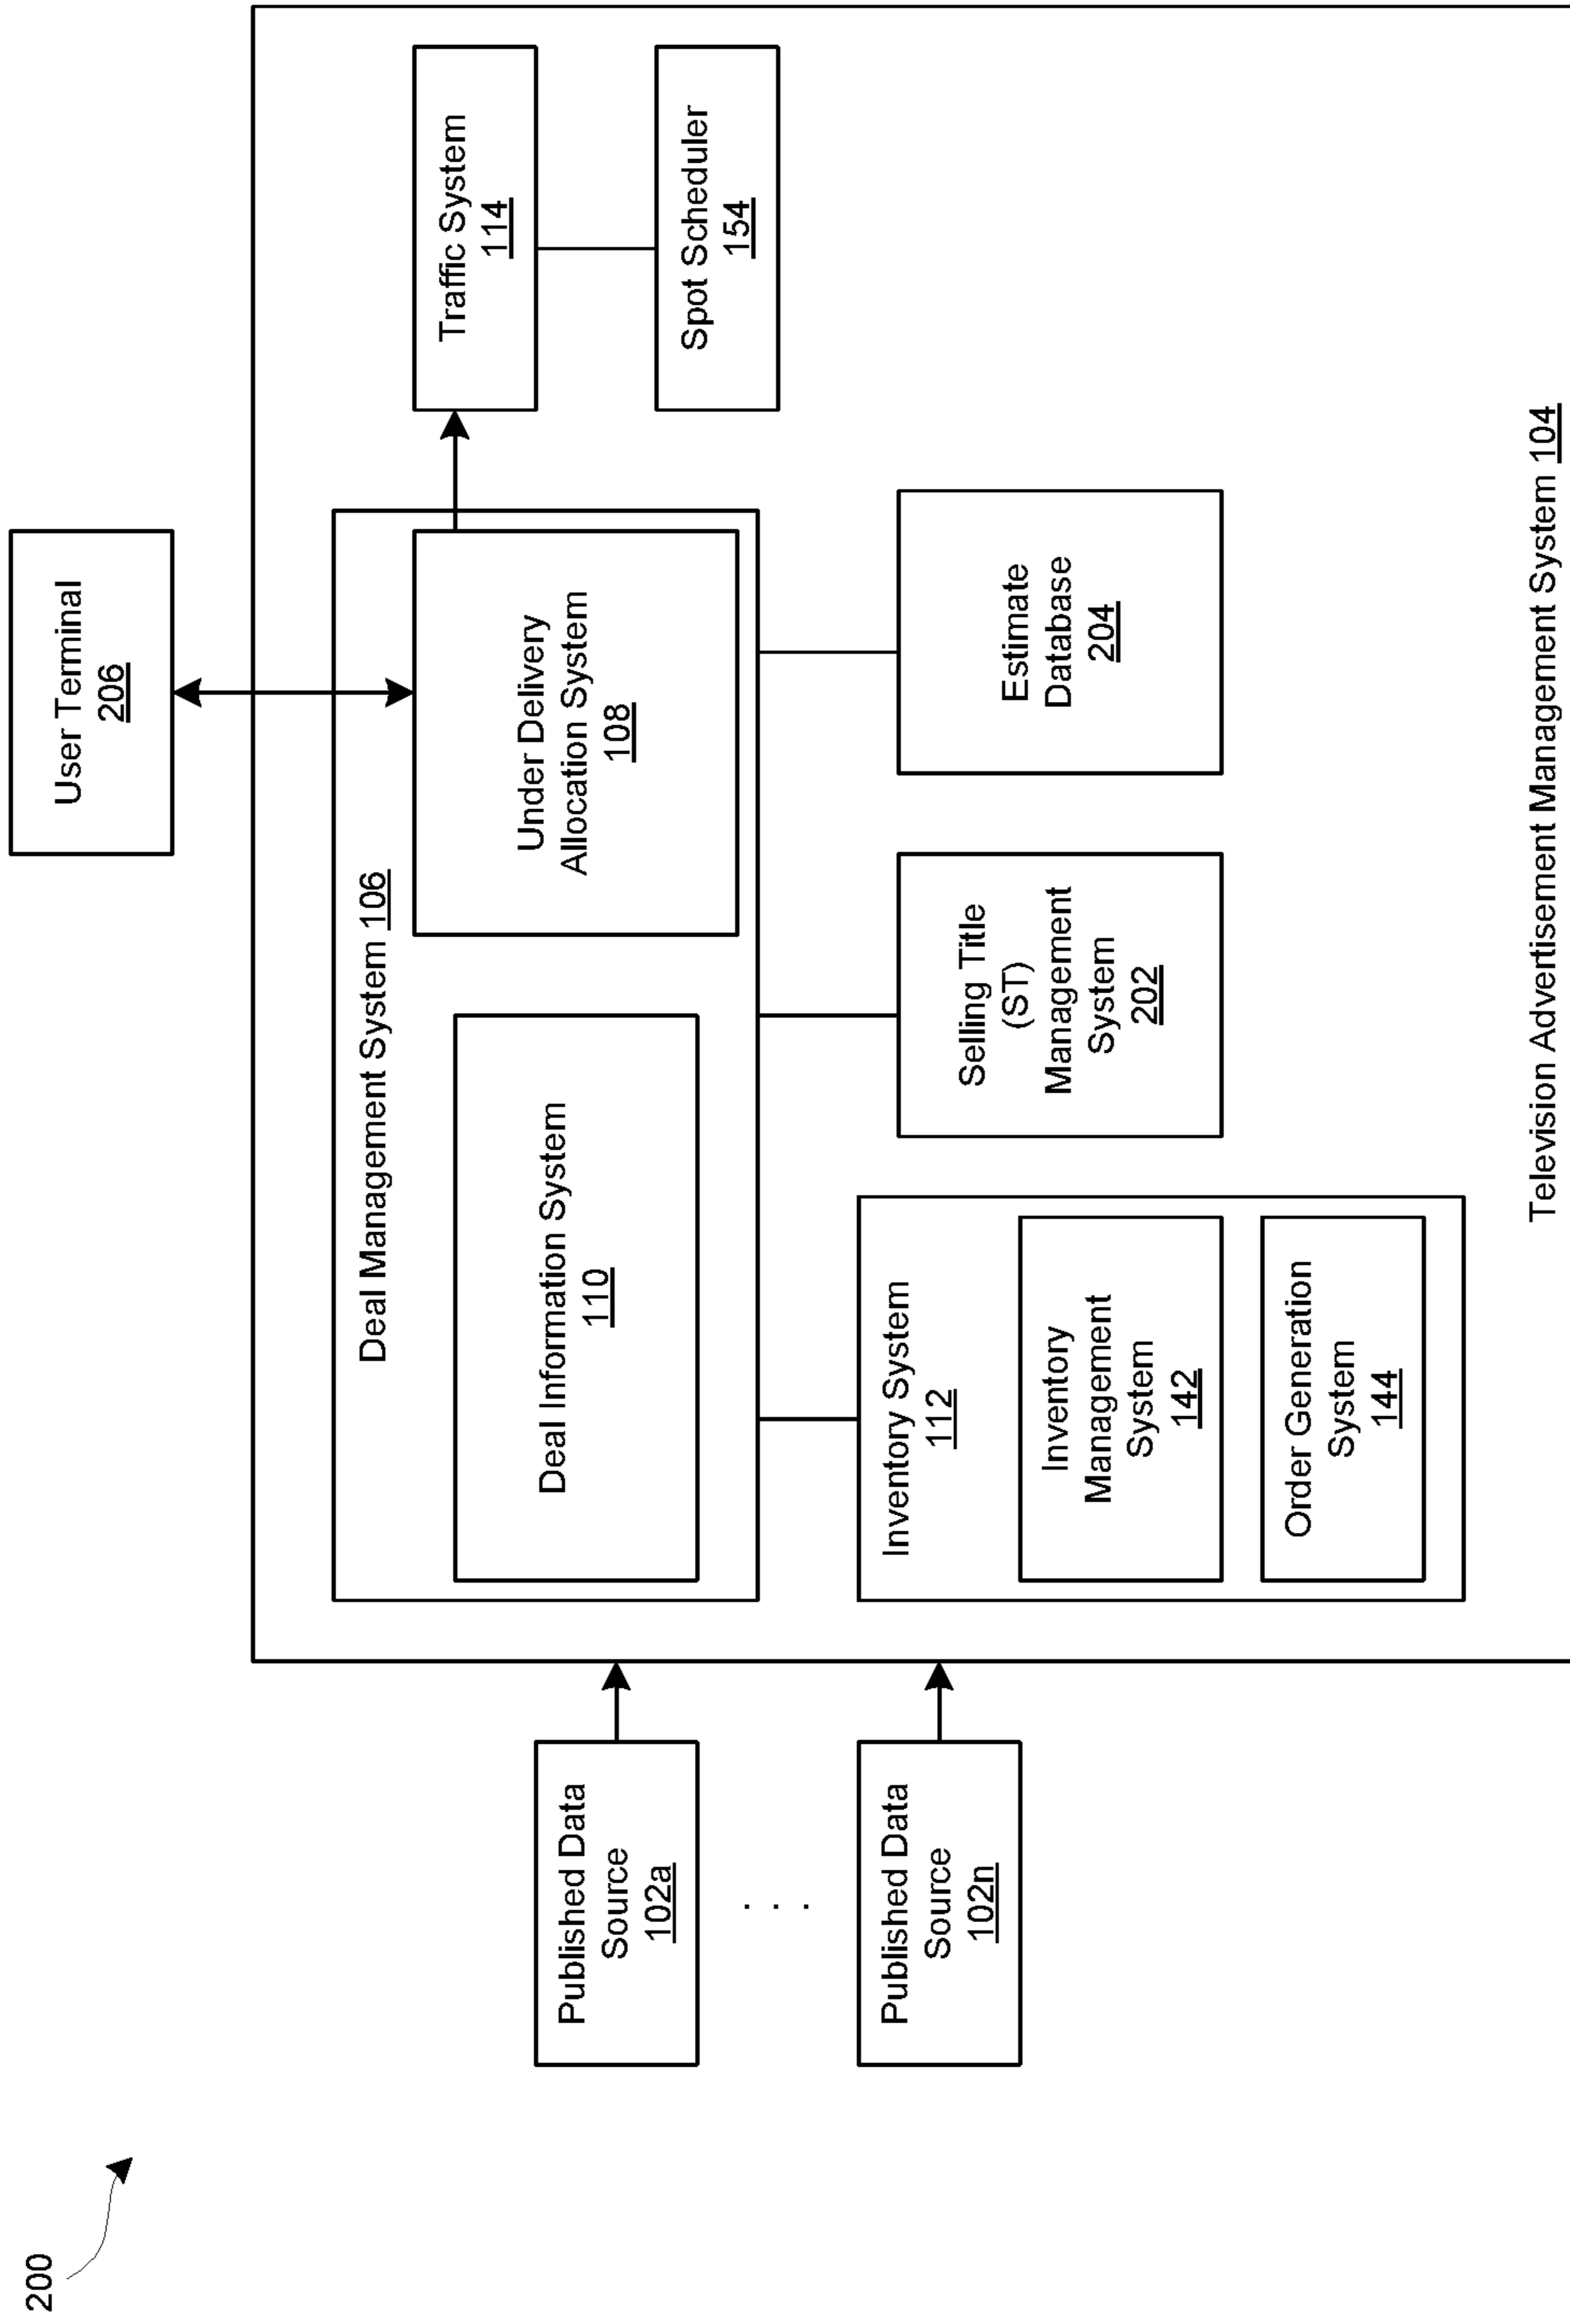 200
User Terminal
206
Published Data
Source
102a
. . .
Published Data
Source
102n
Deal Management System 106
Deal Information System
110
Under Delivery
Allocation System
108
Traffic System
114
Spot Scheduler
154
Inventory System
112
Inventory
Management
System
142
Order Generation
System
144
Selling Title
(ST)
Management
System
202
Estimate
Database
204
Television Advertisement Management System 104